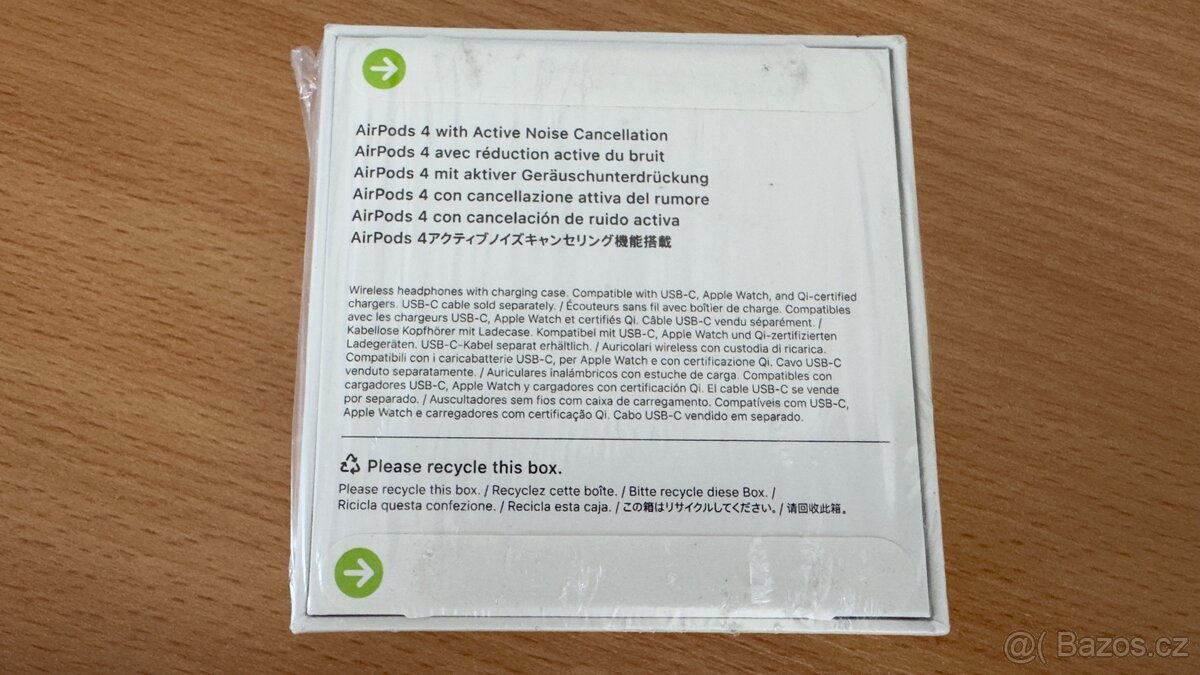 AirPods 4 with Active Noise Cancellation
AirPods 4 avec réduction active du bruit
AirPods 4 mit aktiver Geräuschunterdrückung
AirPods 4 con cancellazione attiva del rumore
AirPods 4 con cancelación de ruido activa
AirPods 4アクティブノイズキャンセリング機能搭載
Wireless headphones with charging case. Compatible with USB-C, Apple Watch, and Qi-certified
chargers. USB-C cable sold separately. / Écouteurs sans fil avec boîtier de charge. Compatibles
avec les chargeurs USB-C, Apple Watch et certifiés Qi. Câble USB-C vendu séparément. /
Kabellose Kopfhörer mit Ladecase. Kompatibel mit USB-C, Apple Watch und Qi-zertifizierten
Ladegeräten. USB-C-Kabel separat erhältlich. / Auricolari wireless con custodia di ricarica.
Compatibili con i caricabatterie USB-C, per Apple Watch e con certificazione Qi. Cavo USB-C
venduto separatamente. / Auriculares inalámbricos con estuche de carga. Compatibles con
cargadores USB-C, Apple Watch y cargadores con certificación Qi. El cable USB-C se vende
por separado. / Auscultadores sem fios com caixa de carregamento. Compatíveis com USB-C,
Apple Watch e carregadores com certificação Qi. Cabo USB-C vendido em separado.
Please recycle this box.
Please recycle this box. / Recyclez cette boîte. / Bitte recycle diese Box. /
Ricicla questa confezione. / Recicla esta caja. / この箱はリサイクルしてください。/ 请回收此箱。
@( Bazos.cz